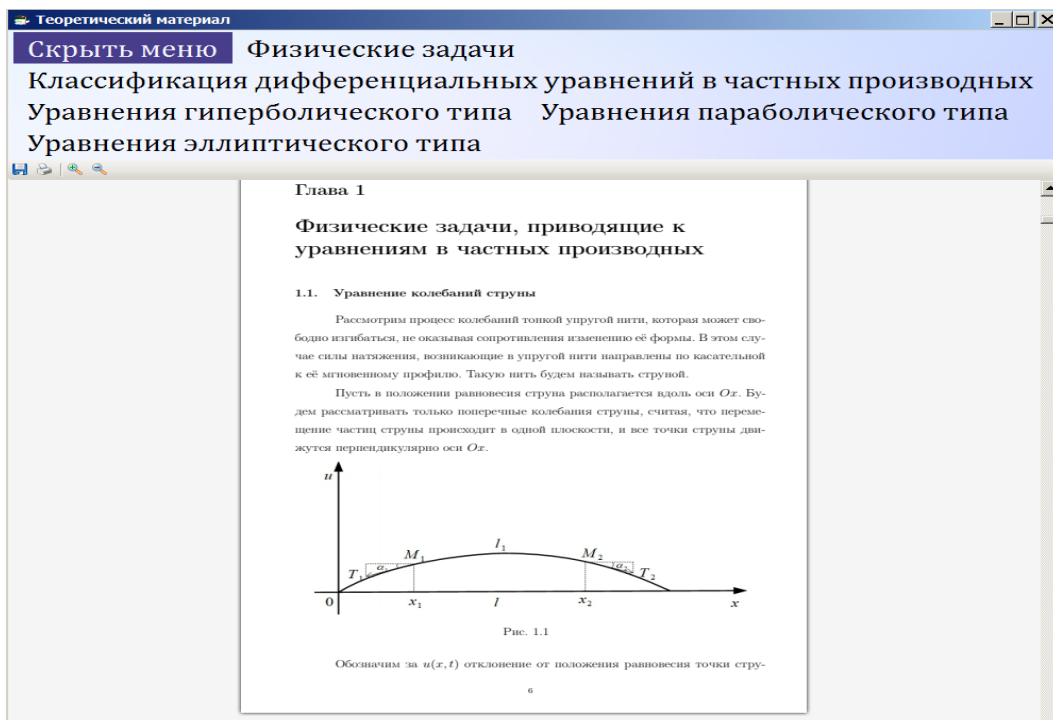 Теоретический материал
Скрыть меню Физические задачи
Классификация дифференциальных уравнений в частных производных
Уравнения гиперболического типа Уравнения параболического типа
Уравнения эллиптического типа
Глава 1
Физические задачи, приводящие к
уравнениям в частных производных
1.1. Уравнение колебаний струны
Рассмотрим процесс колебаний тонкой упругой нити, которая может сво-
бодно изгибаться, не оказывая сопротивления изменению её формы. В этом слу-
чае силы натяжения, возникающие в упругой нити направлены по касательной
к её мгновенному профилю. Такую нить будем называть струной.
Пусть в положении равновесия струна располагается вдоль оси Ox. Бу-
дем рассматривать только поперечные колебания струны, считая, что переме-
щение частиц струны происходит в одной плоскости, и все точки струны дви-
жутся перпендикулярно оси Ox.
u
M₁ l₁ M₂
T₁ α₁ α₂ T₂
0 x₁ l x₂ x
Рис. 1.1
Обозначим за u(x, t) отклонение от положения равновесия точки стру-
6